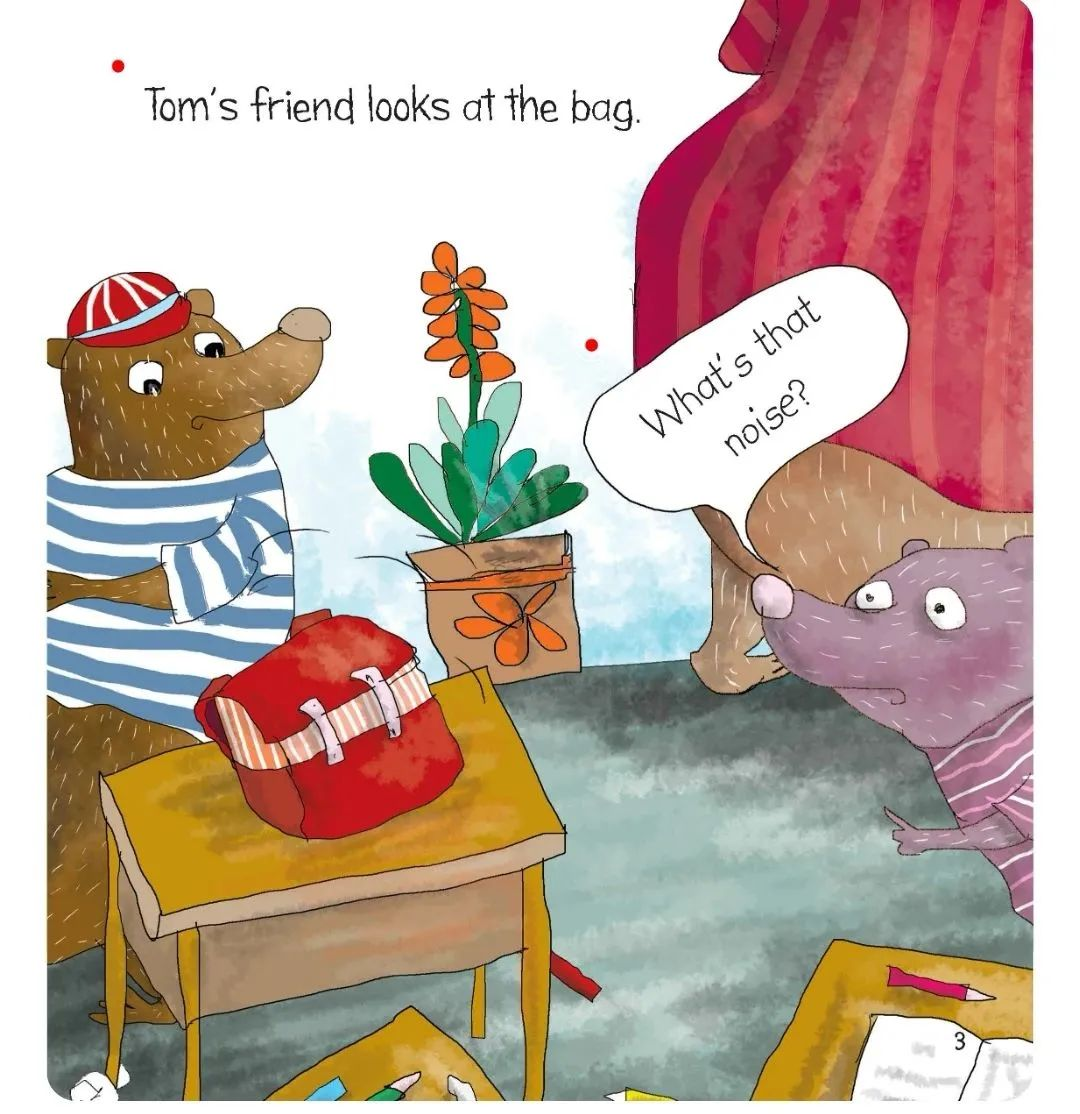 Tom's friend looks at the bag.
What's that
noise?
3